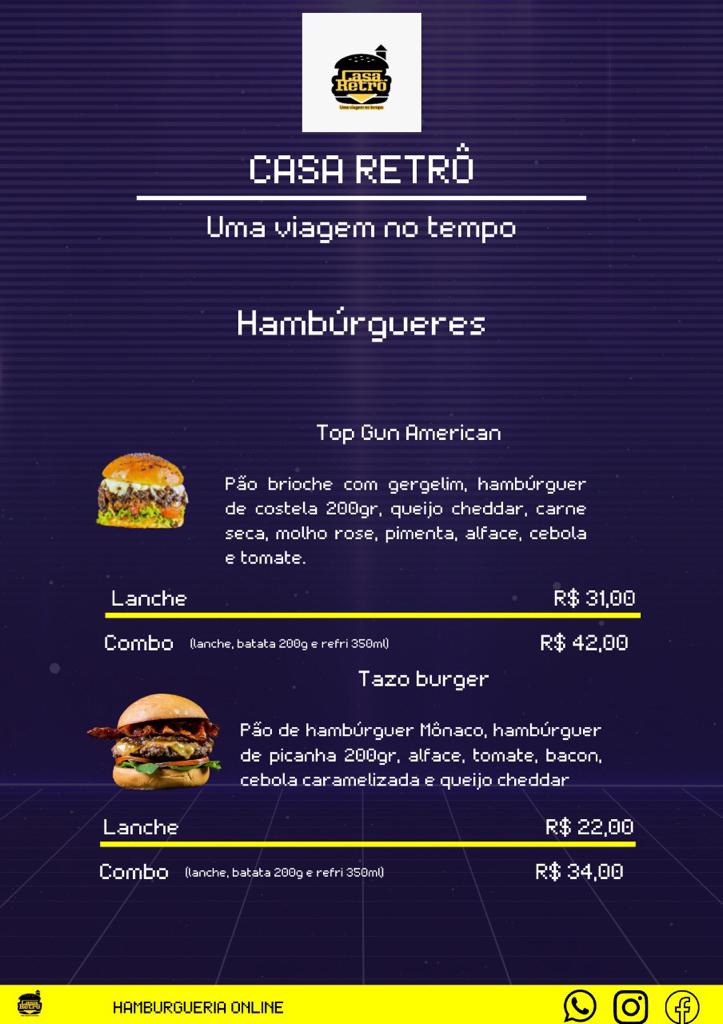 Casa
Retrô
Uma viagem no tempo
CASA RETRÔ
Uma viagem no tempo
Hambúrgueres
Top Gun American
Pão brioche com gergelim, hambúrguer
de costela 200gr, queijo cheddar, carne
seca, molho rose, pimenta, alface, cebola
e tomate.
Lanche R$ 31,00
Combo (lanche, batata 200g e refri 350ml) R$ 42,00
Tazo burger
Pão de hambúrguer Mônaco, hambúrguer
de picanha 200gr, alface, tomate, bacon,
cebola caramelizada e queijo cheddar
Lanche R$ 22,00
Combo (lanche, batata 200g e refri 350ml) R$ 34,00
Casa
Retrô
HAMBURGUERIA ONLINE